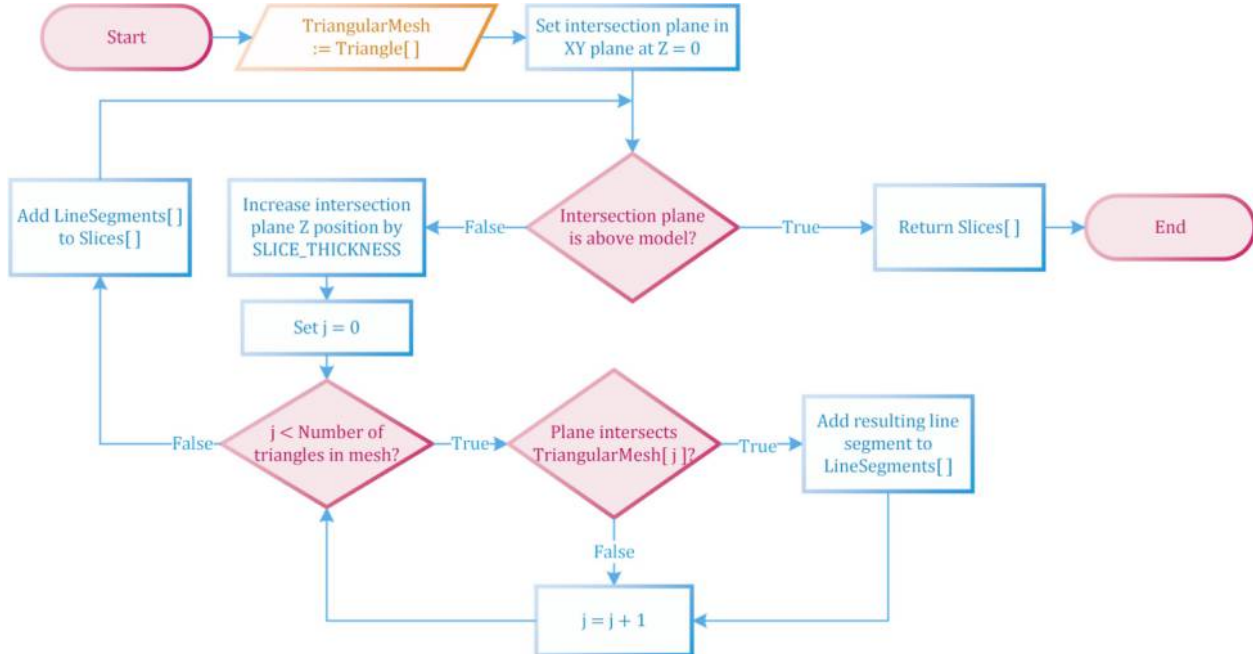 Start
TriangularMesh
:= Triangle[ ]
Set intersection plane in
XY plane at Z = 0
Add LineSegments[ ]
to Slices[ ]
Increase intersection
plane Z position by
SLICE_THICKNESS
False
Intersection plane
is above model?
True
Return Slices[ ]
End
Set j = 0
False
j < Number of
triangles in mesh?
True
Plane intersects
TriangularMesh[ j ]?
True
Add resulting line
segment to
LineSegments[ ]
False
j = j + 1